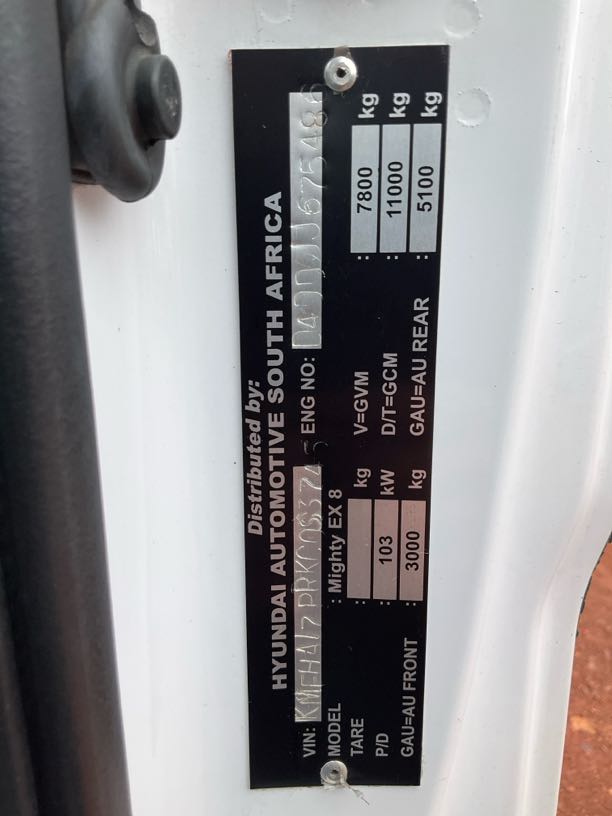 Distributed by:
HYUNDAI AUTOMOTIVE SOUTH AFRICA
VIN: ENG NO:
MODEL : Mighty EX 8
TARE kg V=GVM : 7800 kg
P/D 103 kW D/T=GCM : 11000 kg
GAU=AU FRONT 3000 kg GAU=AU REAR : 5100 kg